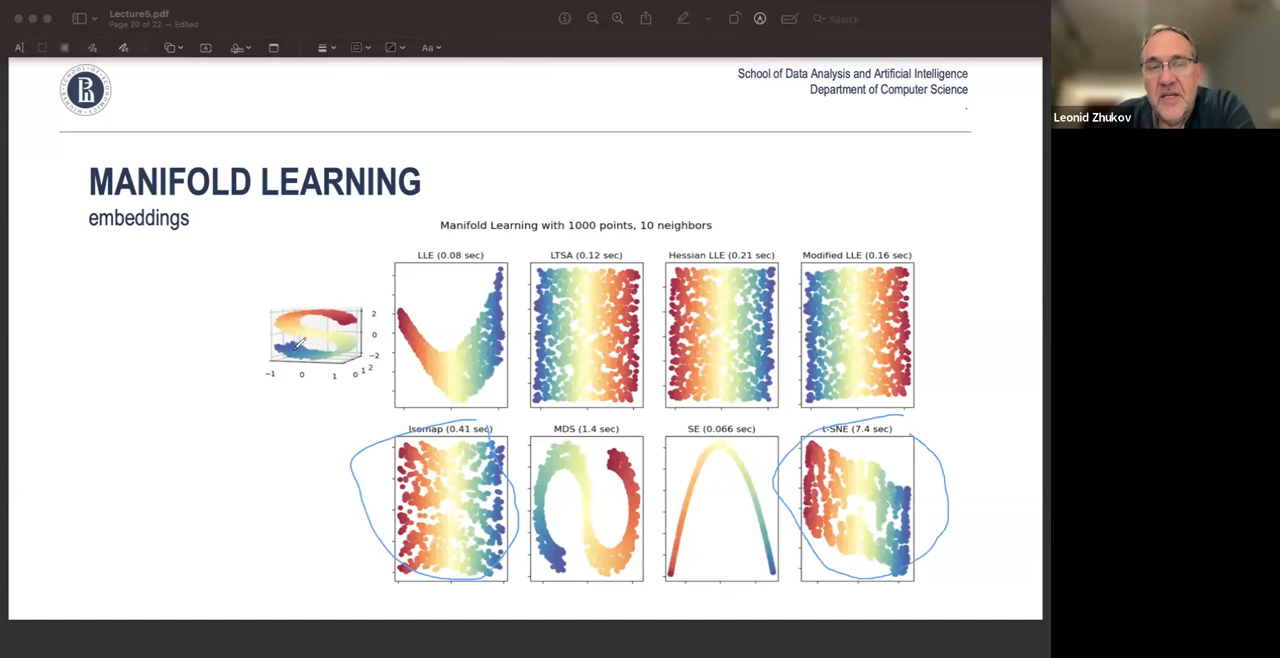 Lecture5.pdf
Page 20 of 22 — Edited
Search
Aa
School of Data Analysis and Artificial Intelligence
Department of Computer Science
.
Leonid Zhukov
MANIFOLD LEARNING
embeddings
Manifold Learning with 1000 points, 10 neighbors
LLE (0.08 sec)
LTSA (0.12 sec)
Hessian LLE (0.21 sec)
Modified LLE (0.16 sec)
2
0
−2
−1 0 1 0 1 2
Isomap (0.41 sec)
MDS (1.4 sec)
SE (0.066 sec)
t-SNE (7.4 sec)